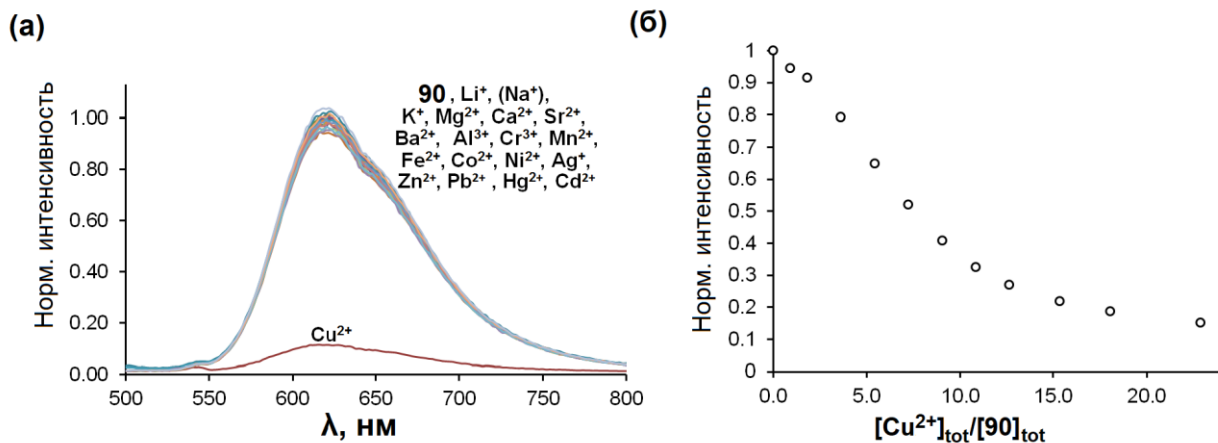 (а)
Норм. интенсивность
1.00
0.80
0.60
0.40
0.20
0.00
90 , Li⁺, (Na⁺),
K⁺, Mg²⁺, Ca²⁺, Sr²⁺,
Ba²⁺, Al³⁺, Cr³⁺, Mn²⁺,
Fe²⁺, Co²⁺, Ni²⁺, Ag⁺,
Zn²⁺, Pb²⁺ , Hg²⁺, Cd²⁺
Cu²⁺
500 550 600 650 700 750 800
λ, нм
(б)
Норм. интенсивность
1
0.9
0.8
0.7
0.6
0.5
0.4
0.3
0.2
0.1
0
0.0 5.0 10.0 15.0 20.0
[Cu²⁺]tot/[90]tot